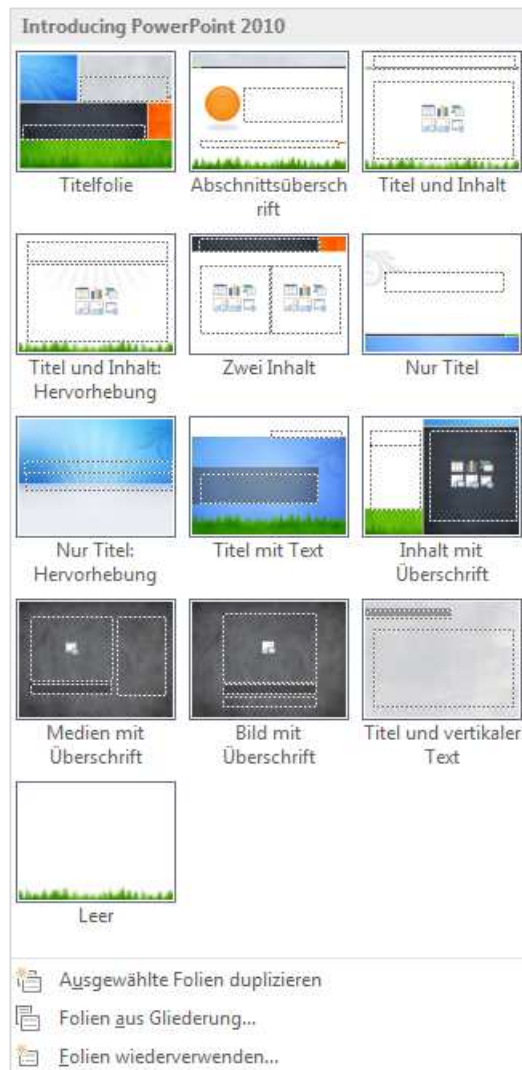 Introducing PowerPoint 2010
Titelfolie
Abschnittsübersch
rift
Titel und Inhalt
Titel und Inhalt:
Hervorhebung
Zwei Inhalt
Nur Titel
Nur Titel:
Hervorhebung
Titel mit Text
Inhalt mit
Überschrift
Medien mit
Überschrift
Bild mit
Überschrift
Titel und vertikaler
Text
Leer
Ausgewählte Folien duplizieren
Folien aus Gliederung...
Folien wiederverwenden...